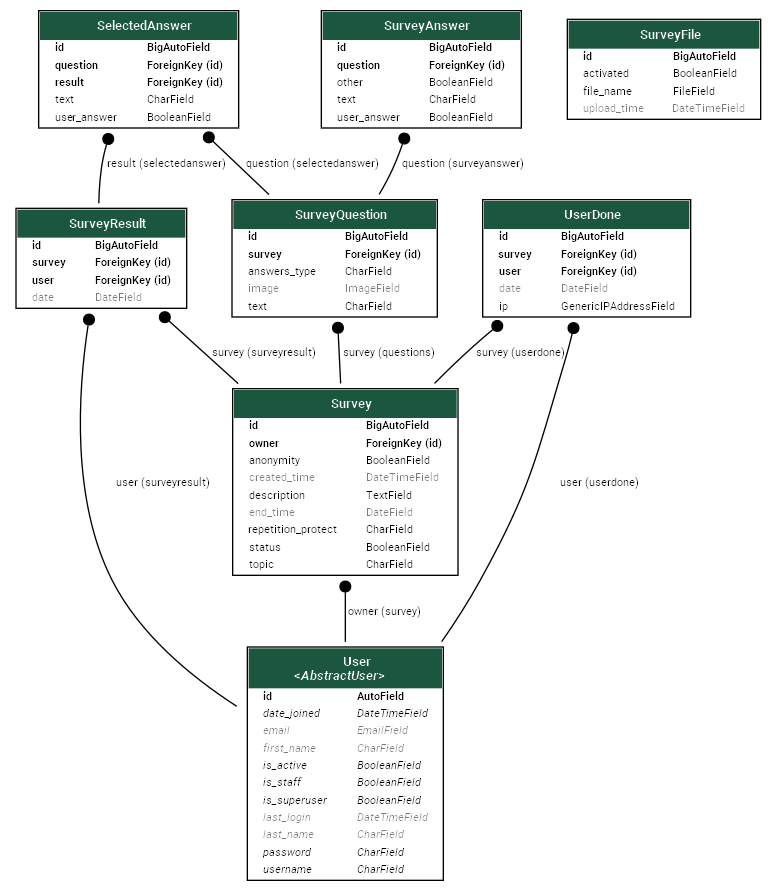 SelectedAnswer
id BigAutoField
question ForeignKey (id)
result ForeignKey (id)
text CharField
user_answer BooleanField
SurveyAnswer
id BigAutoField
question ForeignKey (id)
other BooleanField
text CharField
user_answer BooleanField
SurveyFile
id BigAutoField
activated BooleanField
file_name FileField
upload_time DateTimeField
result (selectedanswer)
question (selectedanswer)
question (surveyanswer)
SurveyResult
id BigAutoField
survey ForeignKey (id)
user ForeignKey (id)
date DateField
SurveyQuestion
id BigAutoField
survey ForeignKey (id)
answers_type CharField
image ImageField
text CharField
UserDone
id BigAutoField
survey ForeignKey (id)
user ForeignKey (id)
date DateField
ip GenericIPAddressField
survey (surveyresult)
survey (questions)
survey (userdone)
Survey
id BigAutoField
owner ForeignKey (id)
anonymity BooleanField
created_time DateTimeField
description TextField
end_time DateField
repetition_protect CharField
status BooleanField
topic CharField
user (surveyresult)
user (userdone)
owner (survey)
User
<AbstractUser>
id AutoField
date_joined DateTimeField
email EmailField
first_name CharField
is_active BooleanField
is_staff BooleanField
is_superuser BooleanField
last_login DateTimeField
last_name CharField
password CharField
username CharField